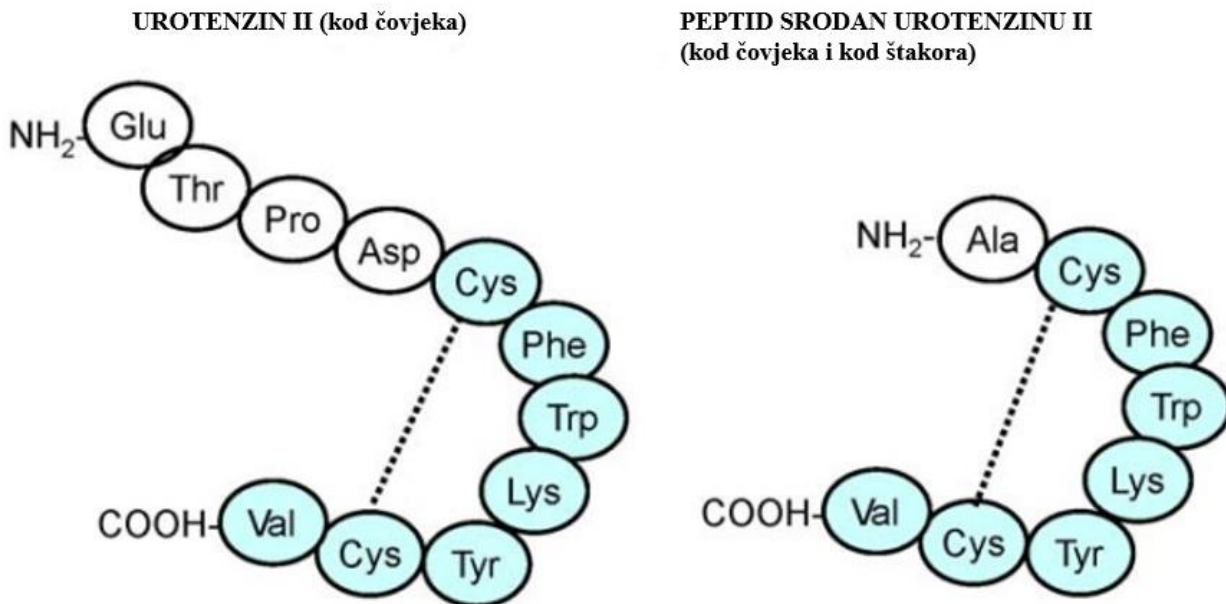 UROTENZIN II (kod čovjeka)
NH₂-
Glu
Thr
Pro
Asp
Cys
Phe
Trp
Lys
Tyr
Cys
Val
COOH-
PEPTID SRODAN UROTENZINU II
(kod čovjeka i kod štakora)
NH₂-
Ala
Cys
Phe
Trp
Lys
Tyr
Cys
Val
COOH-